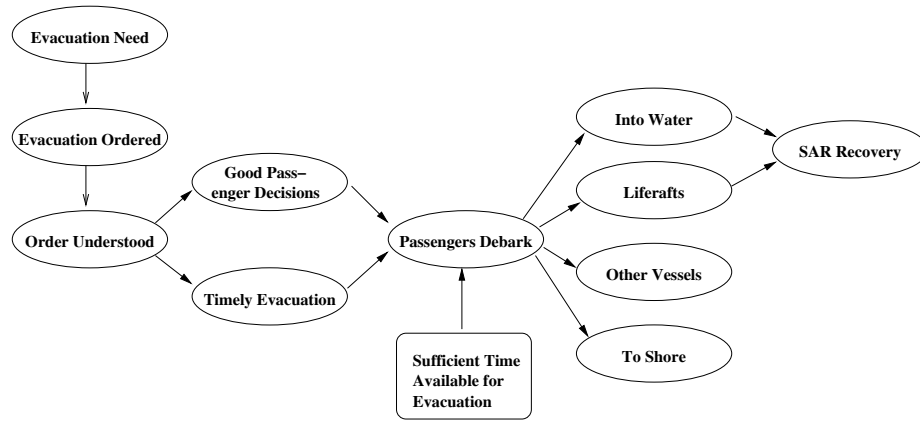 Evacuation Need
Evacuation Ordered
Order Understood
Good Pass–
enger Decisions
Timely Evacuation
Passengers Debark
Sufficient Time
Available for
Evacuation
Into Water
Liferafts
Other Vessels
To Shore
SAR Recovery